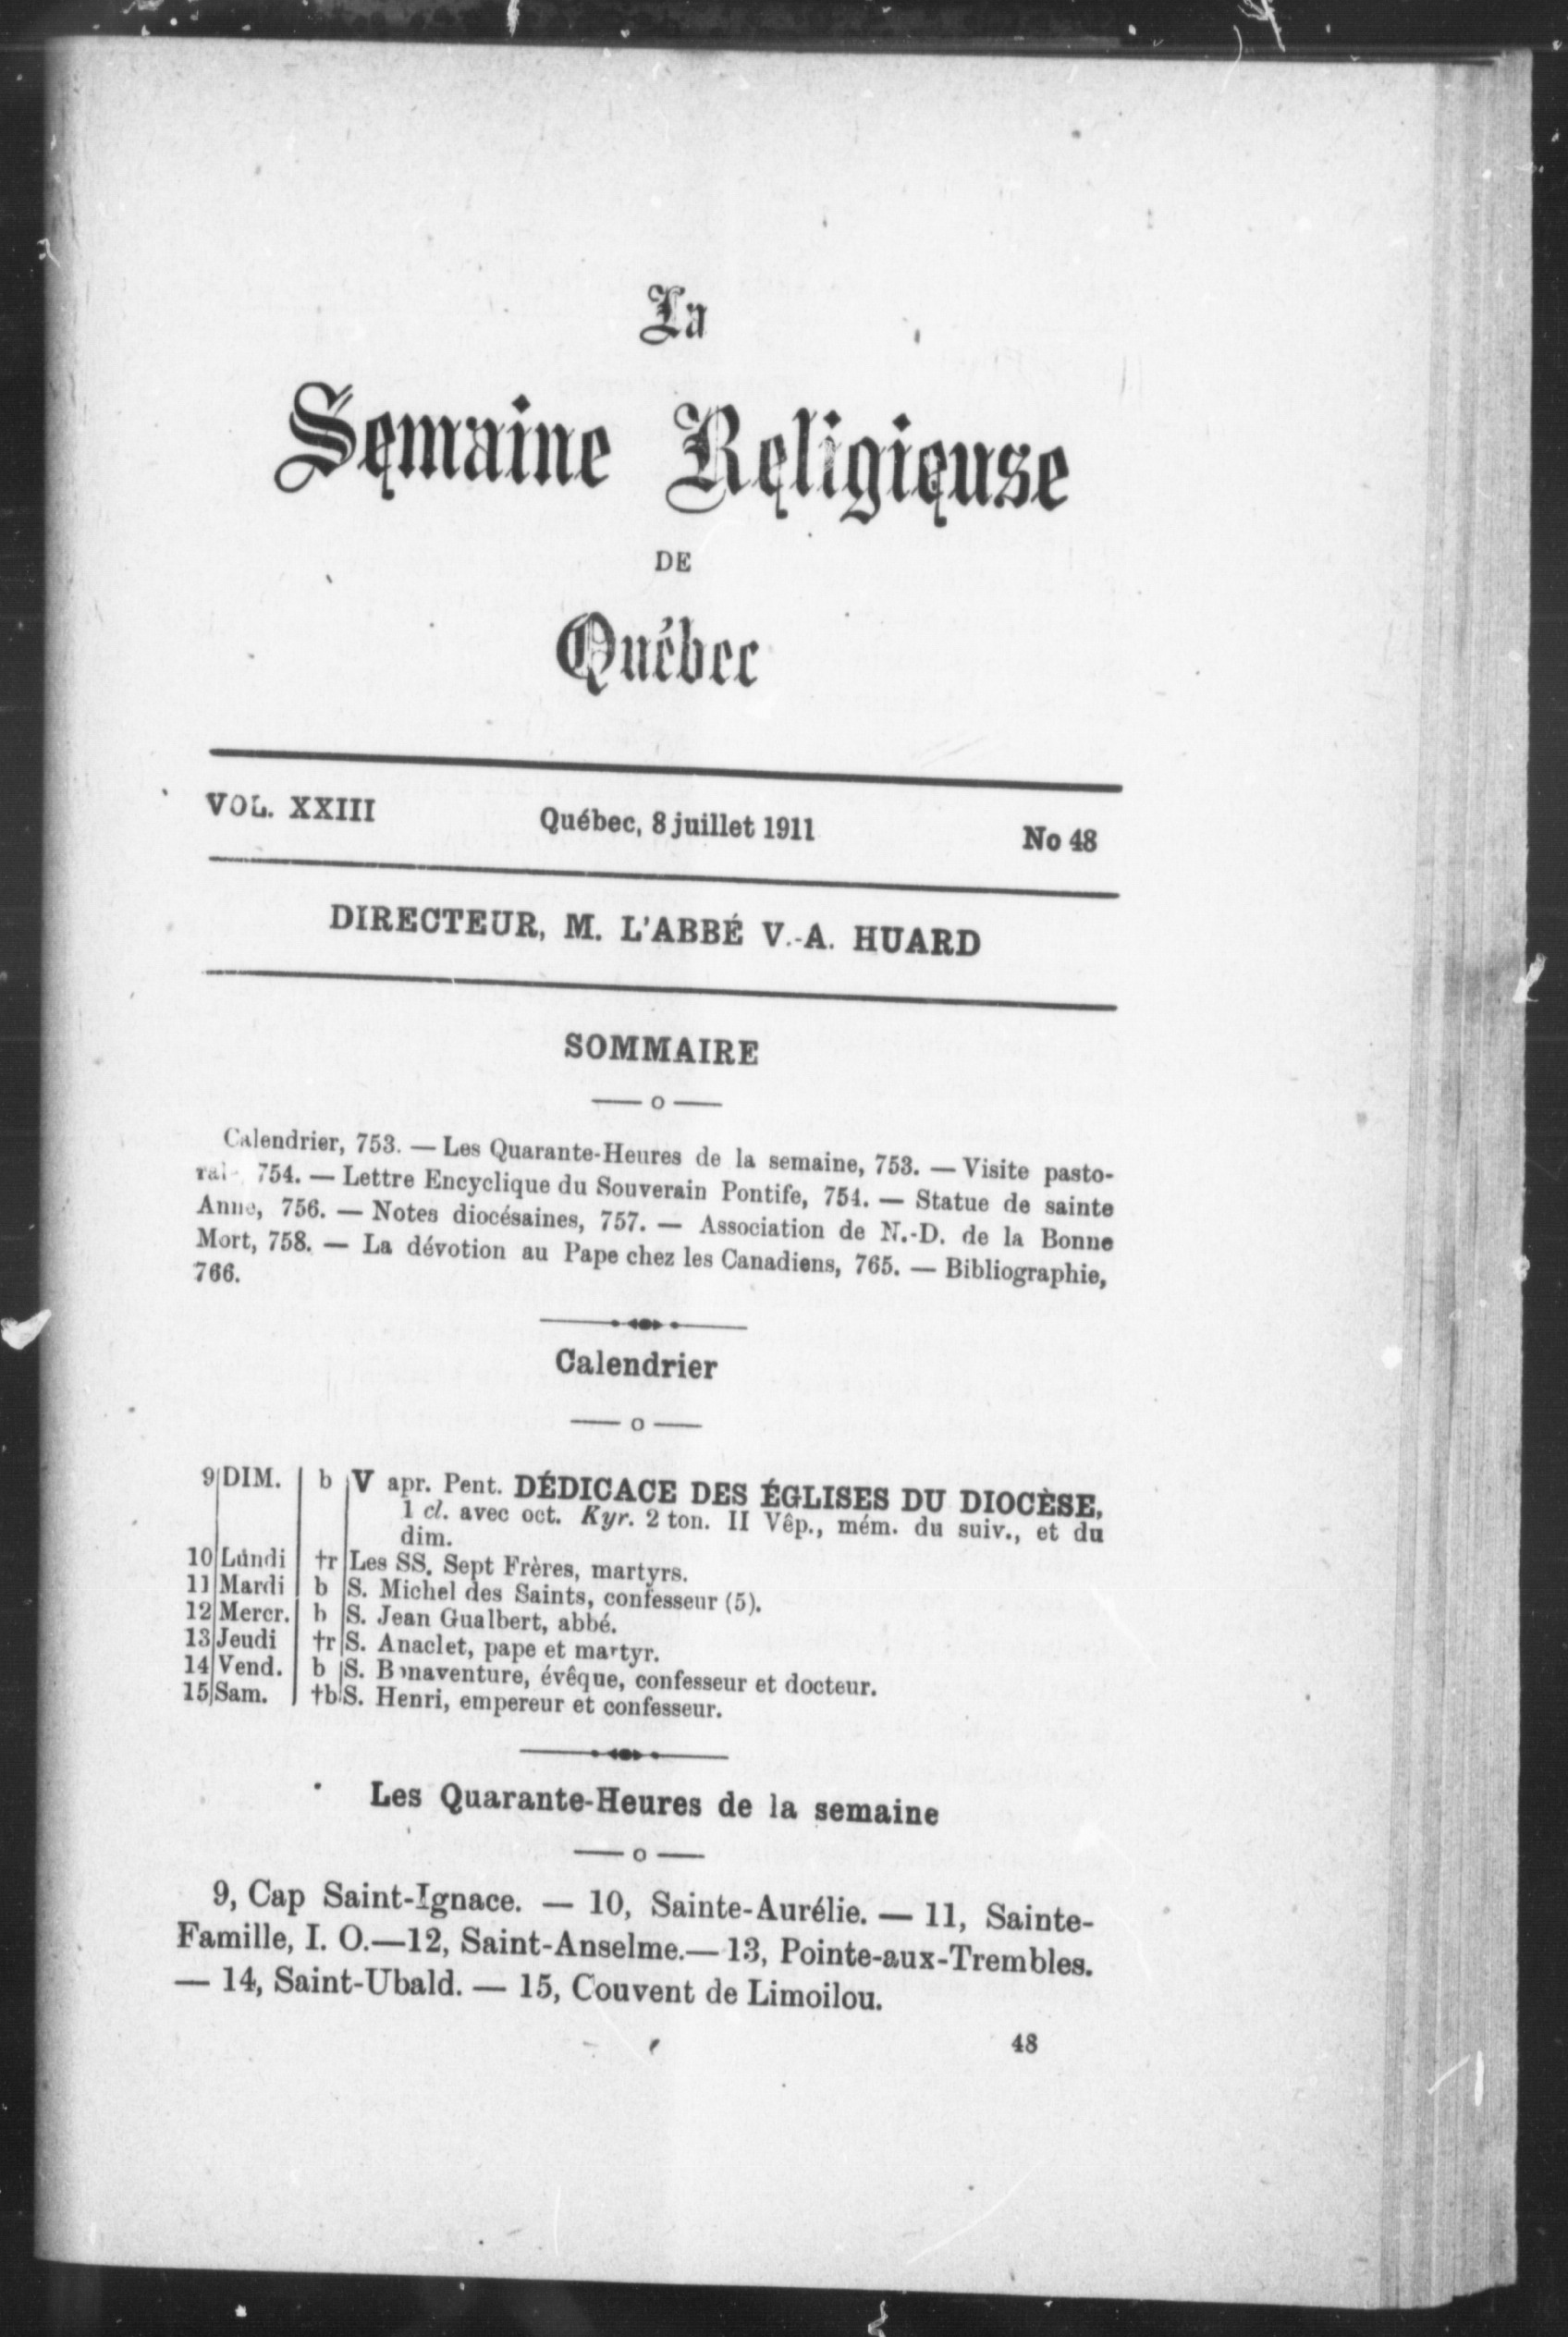 La
Semaine Religieuse
DE
Québec
VOL. XXIII Québec, 8 juillet 1911 No 48
DIRECTEUR, M. L'ABBÉ V.-A. HUARD
SOMMAIRE
— o —
Calendrier, 753. — Les Quarante-Heures de la semaine, 753. — Visite pasto-
rale 754. — Lettre Encyclique du Souverain Pontife, 754. — Statue de sainte
Anne, 756. — Notes diocésaines, 757. — Association de N.-D. de la Bonne
Mort, 758. — La dévotion au Pape chez les Canadiens, 765. — Bibliographie,
766.
Calendrier
— o —
9 DIM. b V apr. Pent. DÉDICACE DES ÉGLISES DU DIOCÈSE,
1 cl. avec oct. Kyr. 2 ton. II Vêp., mém. du suiv., et du
dim.
10 Lundi †r Les SS. Sept Frères, martyrs.
11 Mardi b S. Michel des Saints, confesseur (5).
12 Mercr. b S. Jean Gualbert, abbé.
13 Jeudi †r S. Anaclet, pape et martyr.
14 Vend. b S. Bonaventure, évêque, confesseur et docteur.
15 Sam. †b S. Henri, empereur et confesseur.
Les Quarante-Heures de la semaine
— o —
9, Cap Saint-Ignace. — 10, Sainte-Aurélie. — 11, Sainte-
Famille, I. O.—12, Saint-Anselme.—13, Pointe-aux-Trembles.
— 14, Saint-Ubald. — 15, Couvent de Limoilou.
48